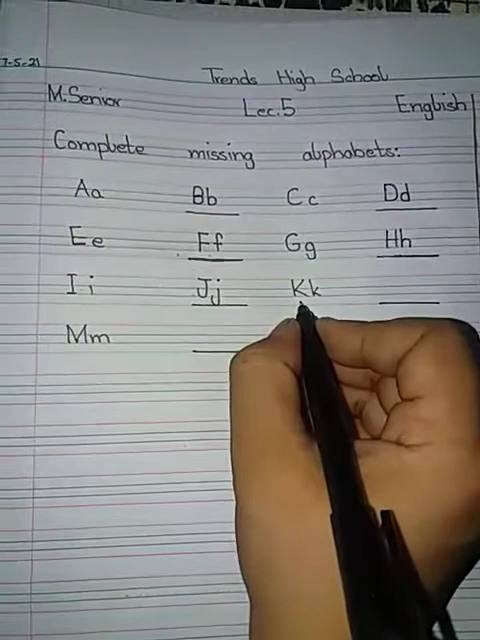 7-5-21
Trends High School
M.Senior Lec.5 English
Complete missing alphabets:
Aa Bb Cc Dd
Ee Ff Gg Hh
Ii Jj Kk
Mm